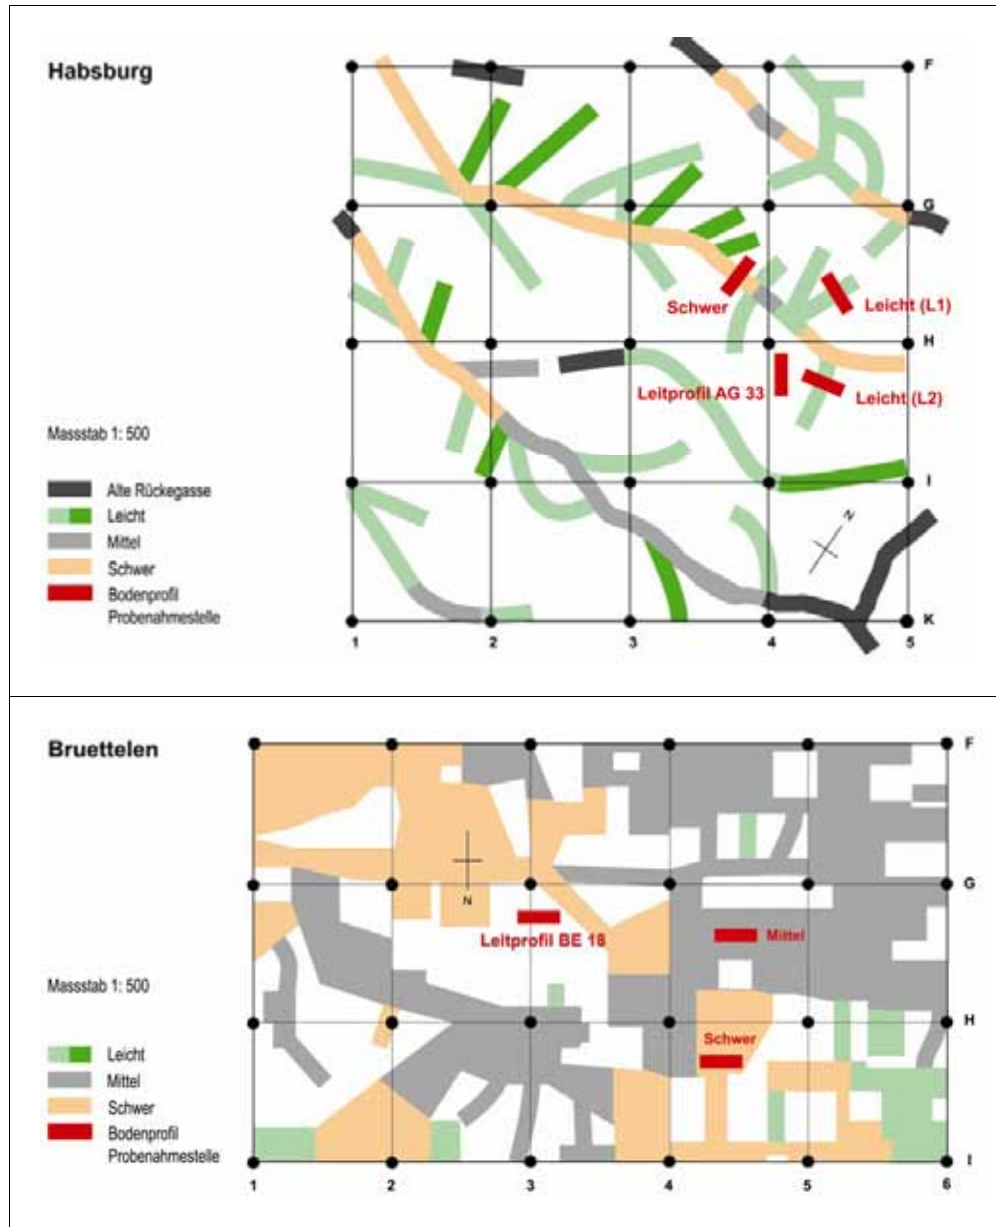 Habsburg
F
G
Schwer
Leicht (L1)
H
Leitprofil AG 33
Leicht (L2)
Massstab 1: 500
I
Alte Rückegasse
Leicht
Mittel
Schwer
Bodenprofil
Probenahmestelle
N
K
1 2 3 4 5
Bruettelen
F
N
G
Leitprofil BE 18
Mittel
Massstab 1: 500
H
Schwer
Leicht
Mittel
Schwer
Bodenprofil
Probenahmestelle
I
1 2 3 4 5 6